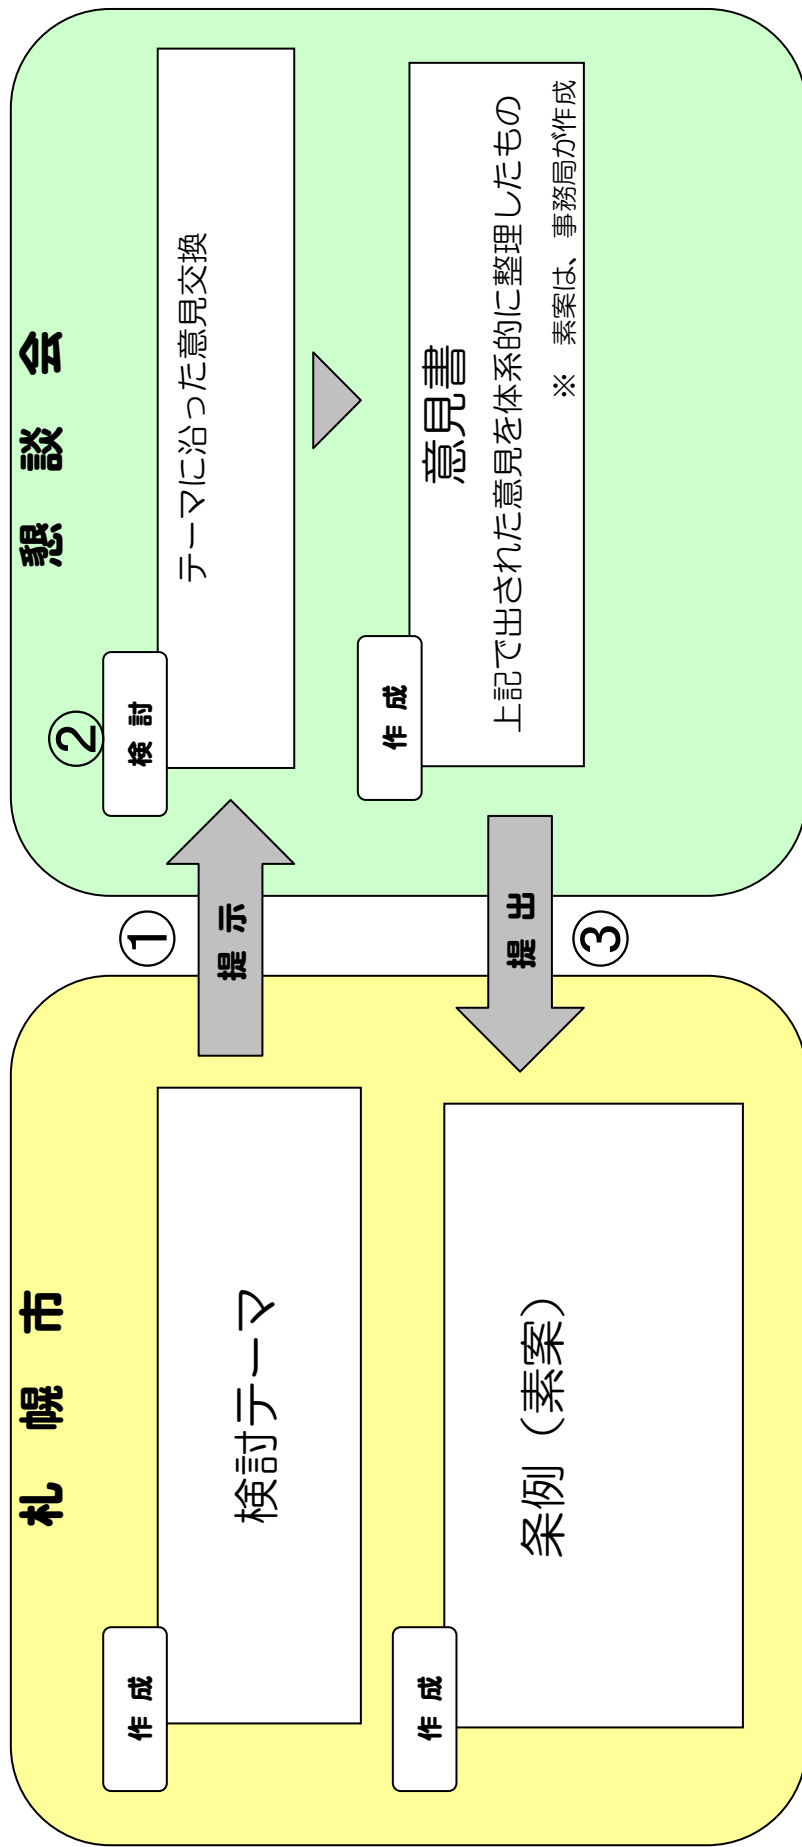 札幌市
作成
検討テーマ
作成
条例（素案）
①
提示
提出
③
懇談会
②
検討
テーマに沿った意見交換
作成
意見書
上記で出された意見を体系的に整理したもの
※ 素案は、事務局が作成